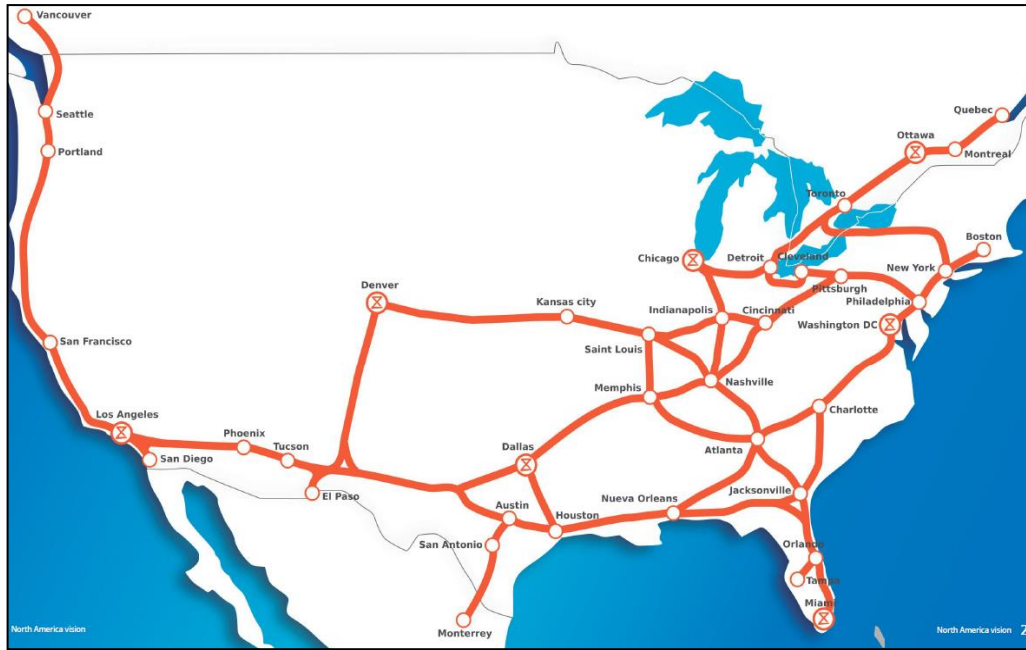 Vancouver
Quebec
Seattle
Ottawa
Portland
Montreal
Toronto
Boston
Chicago
Detroit
Cleveland
New York
Denver
Pittsburgh
Kansas city
Indianapolis
Cincinnati
Philadelphia
Washington DC
San Francisco
Saint Louis
Memphis
Nashville
Los Angeles
Charlotte
Phoenix
Tucson
Dallas
Atlanta
San Diego
El Paso
Nueva Orleans
Jacksonville
Austin
Houston
San Antonio
Orlando
Tampa
Miami
Monterrey
North America vision
North America vision 2